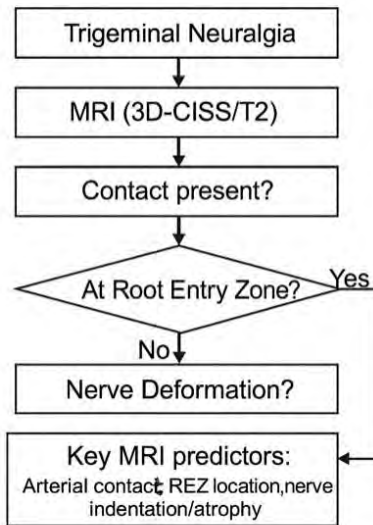 Trigeminal Neuralgia
MRI (3D-CISS/T2)
Contact present?
At Root Entry Zone?
Yes
No
Nerve Deformation?
Key MRI predictors:
Arterial contact, REZ location,nerve
indentation/atrophy